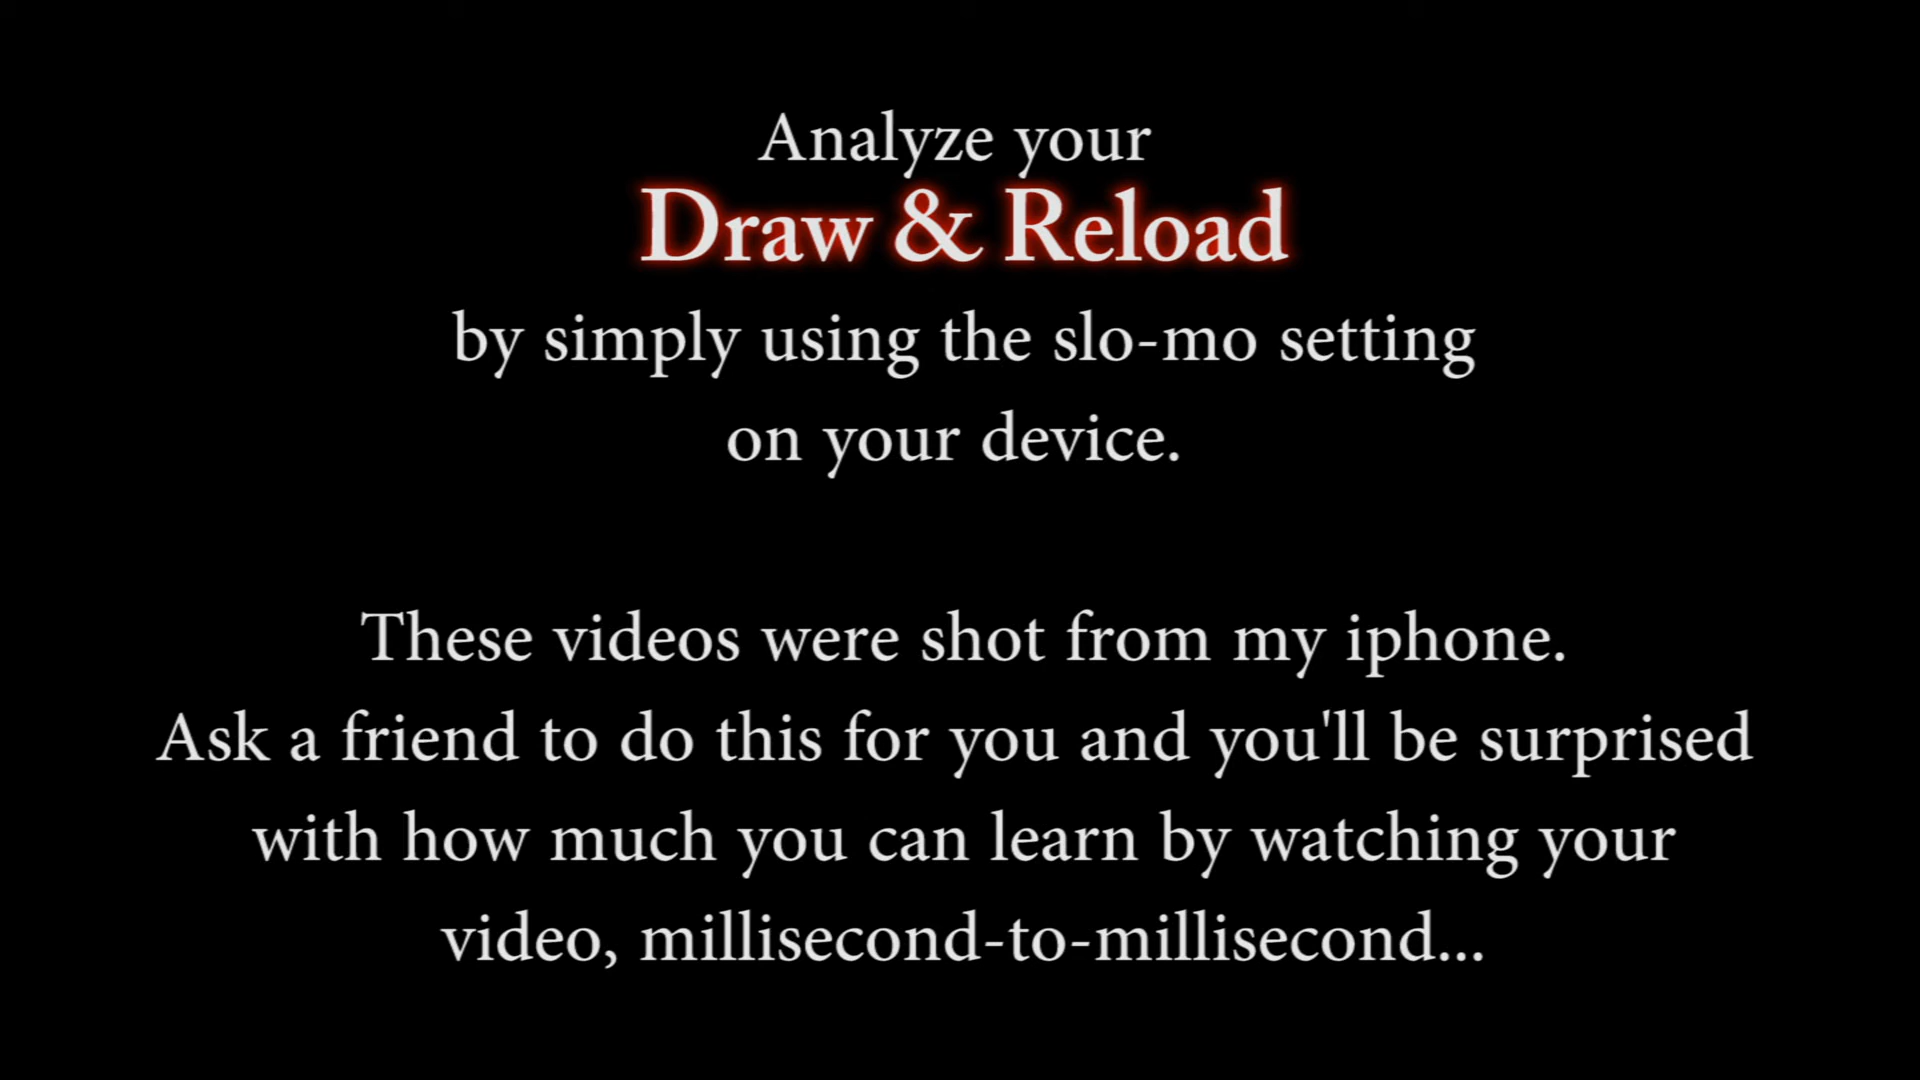 Analyze your
Draw & Reload
by simply using the slo-mo setting
on your device.
These videos were shot from my iphone.
Ask a friend to do this for you and you'll be surprised
with how much you can learn by watching your
video, millisecond-to-millisecond...